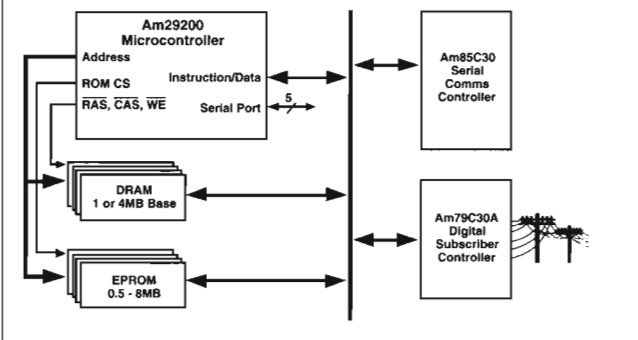 Am29200
Microcontroller
Address
ROM CS
RAS, CAS, WE
Instruction/Data
Serial Port
5
DRAM
1 or 4MB Base
EPROM
0.5 - 8MB
Am85C30
Serial
Comms
Controller
Am79C30A
Digital
Subscriber
Controller